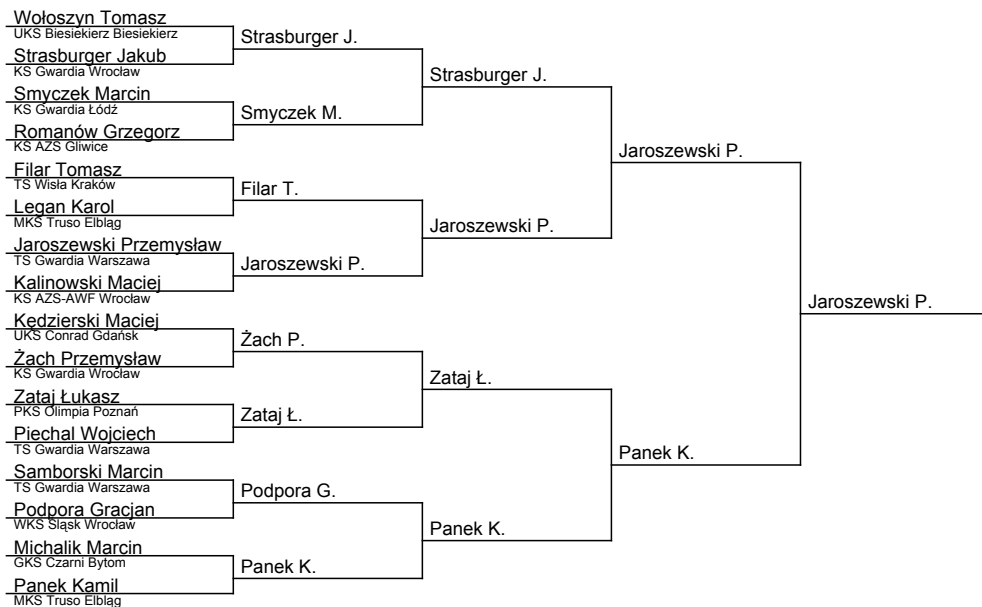 Wołoszyn Tomasz
UKS Biesiekierz Biesiekierz
Strasburger Jakub
KS Gwardia Wrocław
Smyczek Marcin
KS Gwardia Łódź
Romanów Grzegorz
KS AZS Gliwice
Filar Tomasz
TS Wisła Kraków
Legan Karol
MKS Truso Elbląg
Jaroszewski Przemysław
TS Gwardia Warszawa
Kalinowski Maciej
KS AZS-AWF Wrocław
Kędzierski Maciej
UKS Conrad Gdańsk
Żach Przemysław
KS Gwardia Wrocław
Zataj Łukasz
PKS Olimpia Poznań
Piechal Wojciech
TS Gwardia Warszawa
Samborski Marcin
TS Gwardia Warszawa
Podpora Gracjan
WKS Śląsk Wrocław
Michalik Marcin
GKS Czarni Bytom
Panek Kamil
MKS Truso Elbląg
Strasburger J.
Smyczek M.
Filar T.
Jaroszewski P.
Żach P.
Zataj Ł.
Podpora G.
Panek K.
Strasburger J.
Jaroszewski P.
Zataj Ł.
Panek K.
Jaroszewski P.
Panek K.
Jaroszewski P.